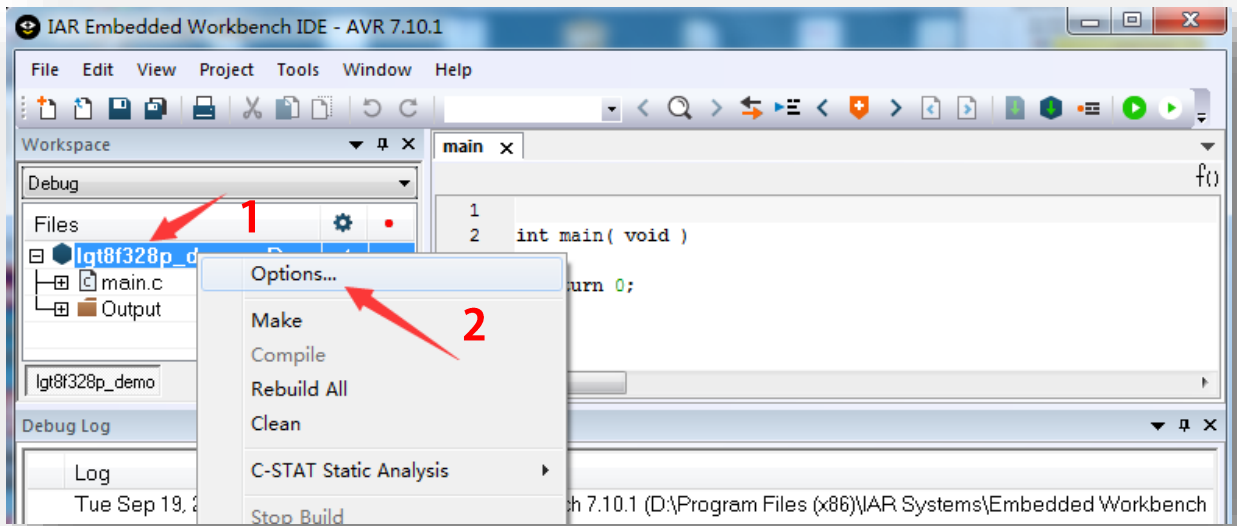 IAR Embedded Workbench IDE - AVR 7.10.1
File Edit View Project Tools Window Help
Workspace
main
Debug
f()
Files
1
1
2 int main( void )
lgt8f328p_d
Options...
turn 0;
main.c
Output
Make
2
Compile
lgt8f328p_demo
Rebuild All
Clean
Debug Log
C-STAT Static Analysis
Log
Tue Sep 19, 2
ch 7.10.1 (D:\Program Files (x86)\IAR Systems\Embedded Workbench
Stop Build